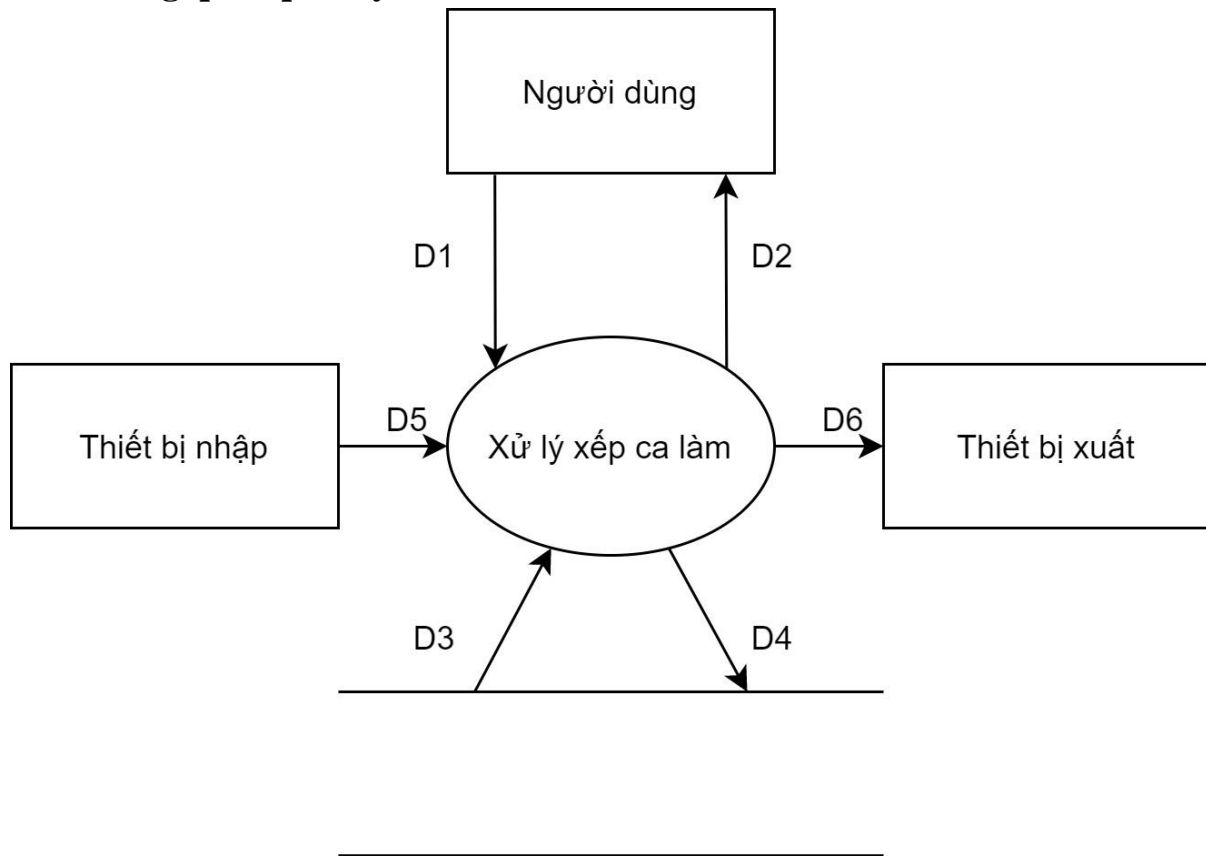 Người dùng
D1
D2
Thiết bị nhập
D5
Xử lý xếp ca làm
D6
Thiết bị xuất
D3
D4